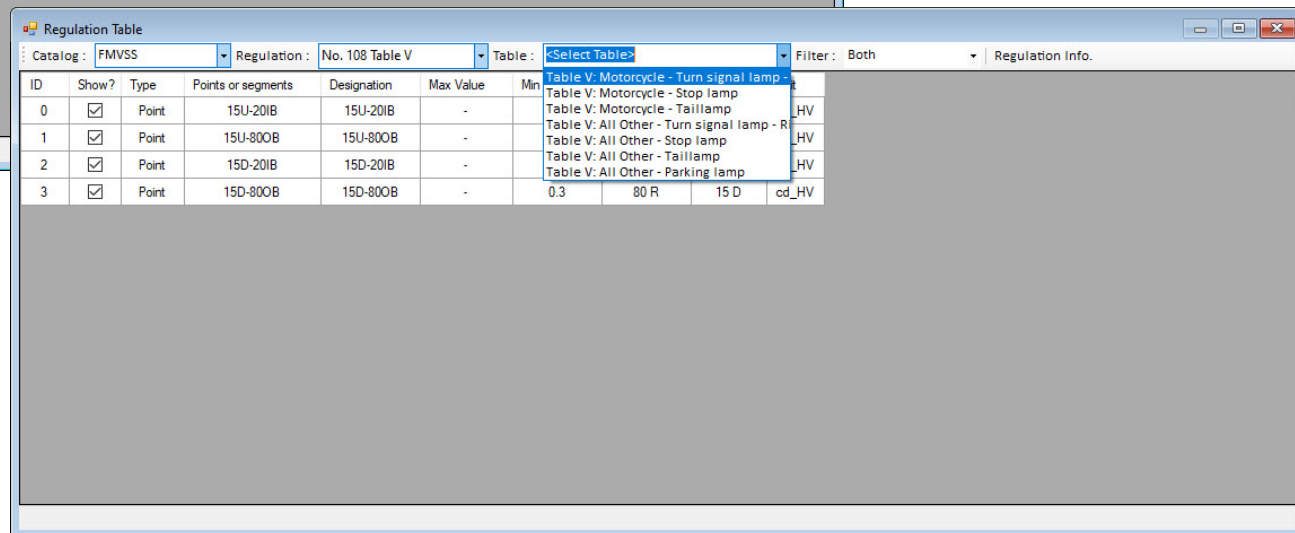 Regulation Table
Catalog : FMVSS Regulation : No. 108 Table V Table : <Select Table> Filter : Both Regulation Info.
ID Show? Type Points or segments Designation Max Value Min
Table V: Motorcycle - Turn signal lamp -
Table V: Motorcycle - Stop lamp
Table V: Motorcycle - Taillamp
Table V: All Other - Turn signal lamp - Ri
Table V: All Other - Stop lamp
Table V: All Other - Taillamp
Table V: All Other - Parking lamp
0 Point 15U-20IB 15U-20IB - _HV
1 Point 15U-80OB 15U-80OB - _HV
2 Point 15D-20IB 15D-20IB - _HV
3 Point 15D-80OB 15D-80OB - 0.3 80 R 15 D cd_HV